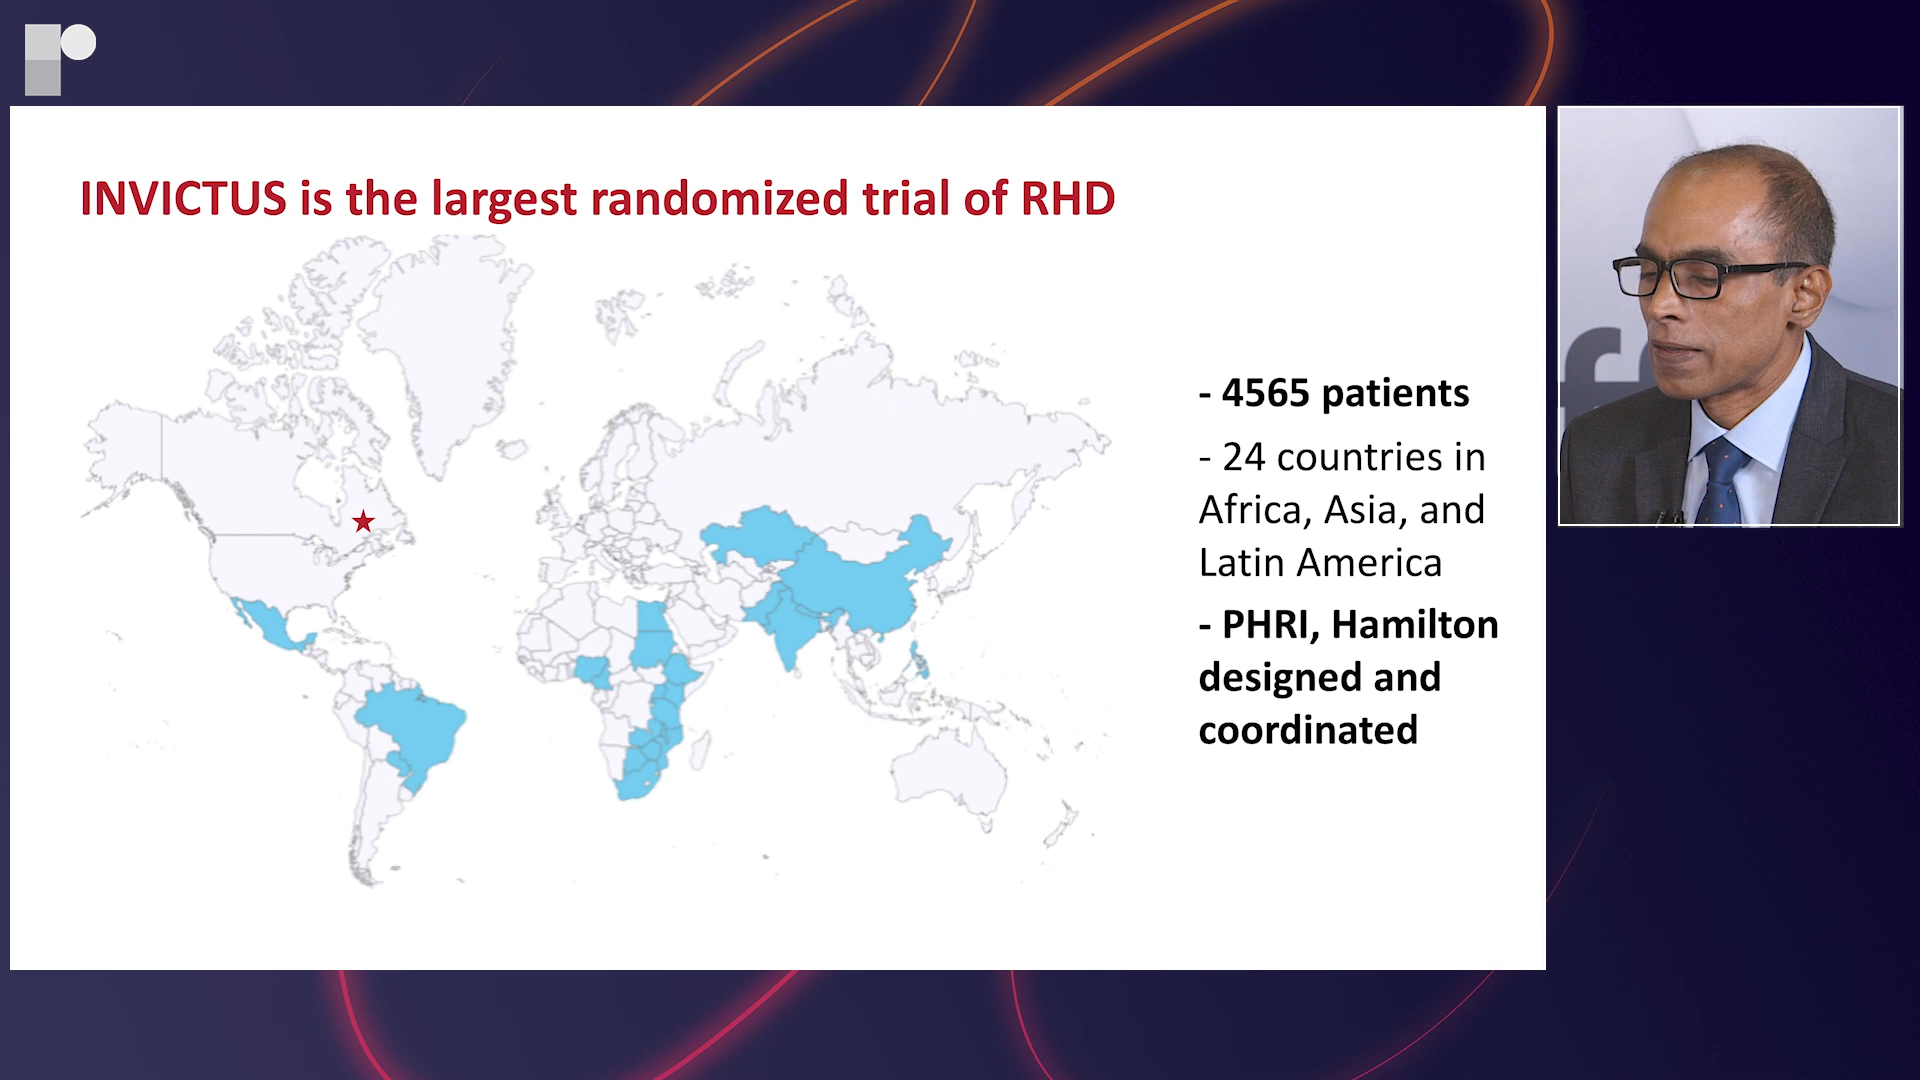 INVICTUS is the largest randomized trial of RHD
- 4565 patients
- 24 countries in
Africa, Asia, and
Latin America
- PHRI, Hamilton
designed and
coordinated